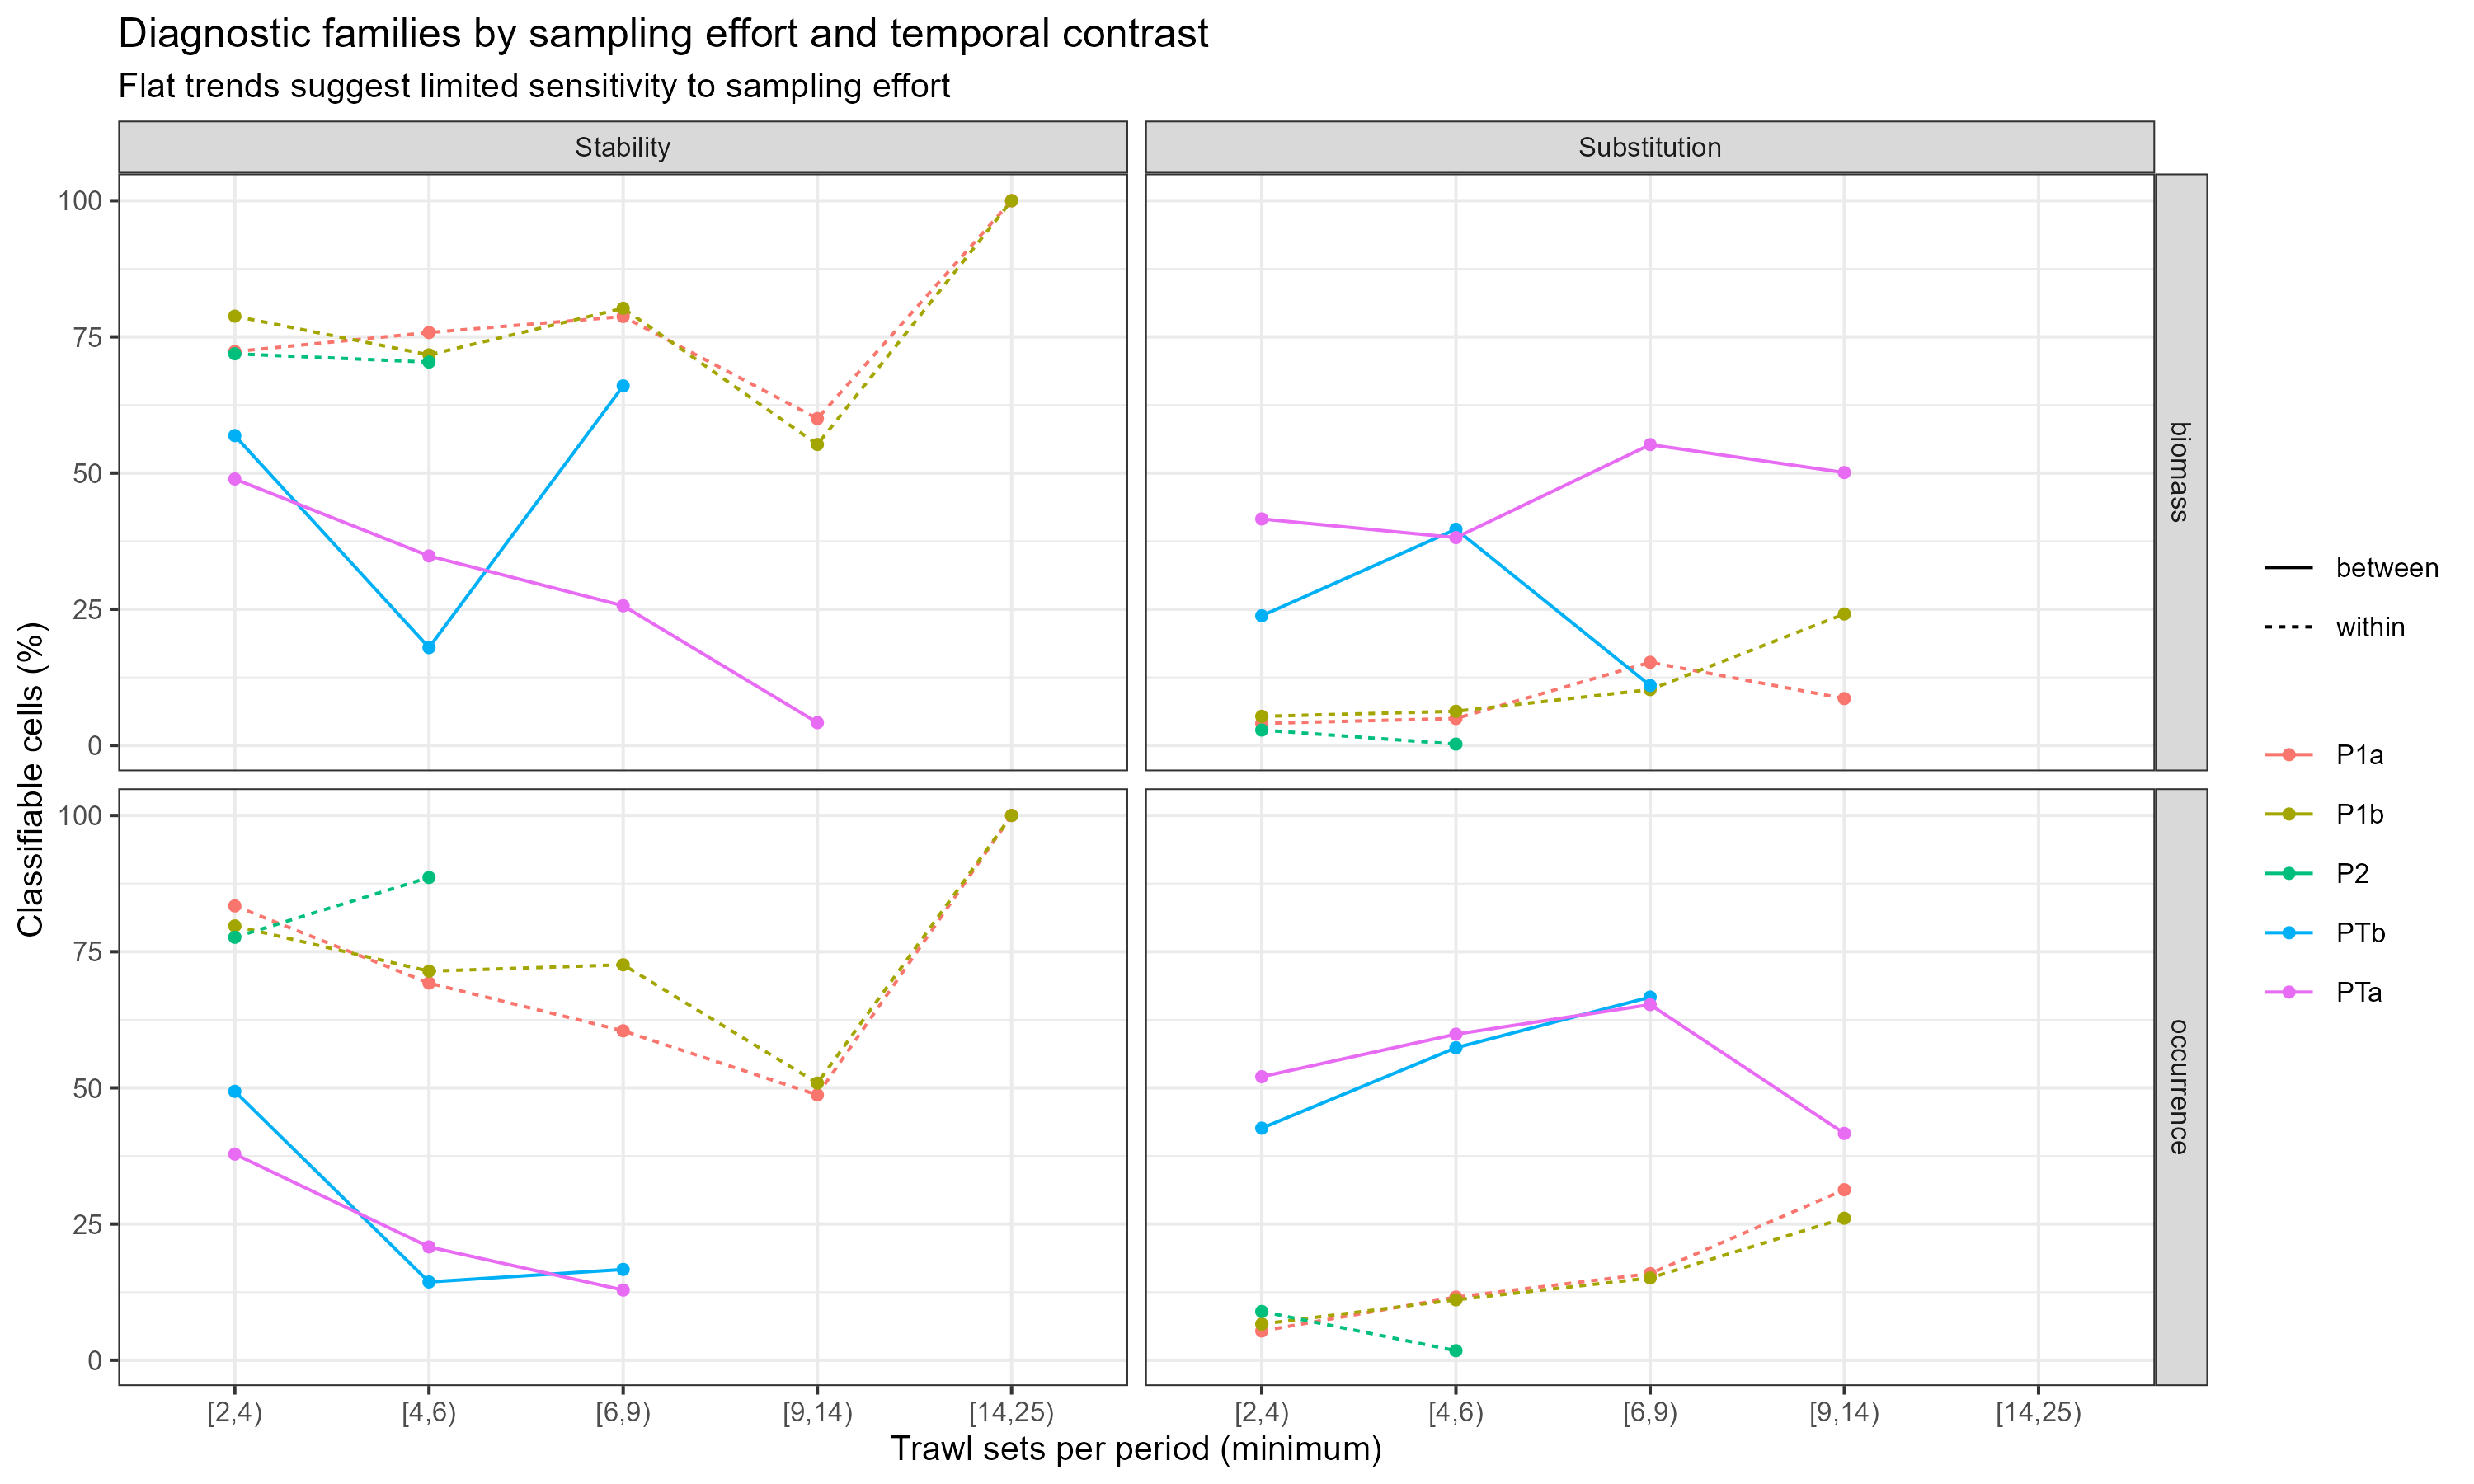 Diagnostic families by sampling effort and temporal contrast
Flat trends suggest limited sensitivity to sampling effort
Stability
Substitution
100
75
50
25
0
biomass
100
75
50
25
0
occurrence
Classifiable cells (%)
[2,4)
[4,6)
[6,9)
[9,14)
[14,25)
[2,4)
[4,6)
[6,9)
[9,14)
[14,25)
Trawl sets per period (minimum)
between
within
P1a
P1b
P2
PTb
PTa